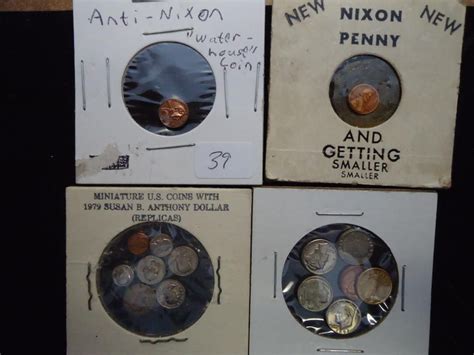 Anti-Nixon
"Water-
house"
Coin
39
NEW
NIXON
PENNY
NEW
AND
GETTING
SMALLER
SMALLER
MINIATURE U.S. COINS WITH
1979 SUSAN B. ANTHONY DOLLAR
(REPLICAS)